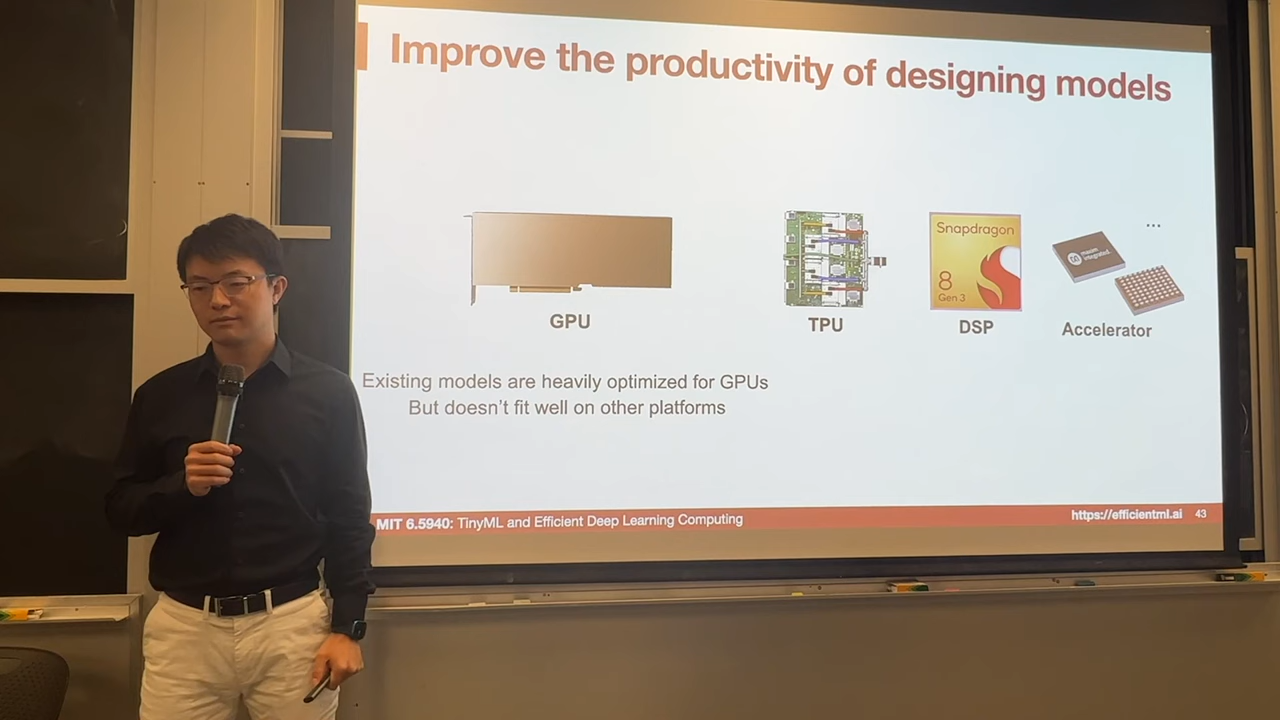 Improve the productivity of designing models
...
Snapdragon
8
Gen 3
maxim
integrated.
GPU
TPU
DSP
Accelerator
Existing models are heavily optimized for GPUs
But doesn't fit well on other platforms
MIT 6.5940: TinyML and Efficient Deep Learning Computing
https://efficientml.ai 43